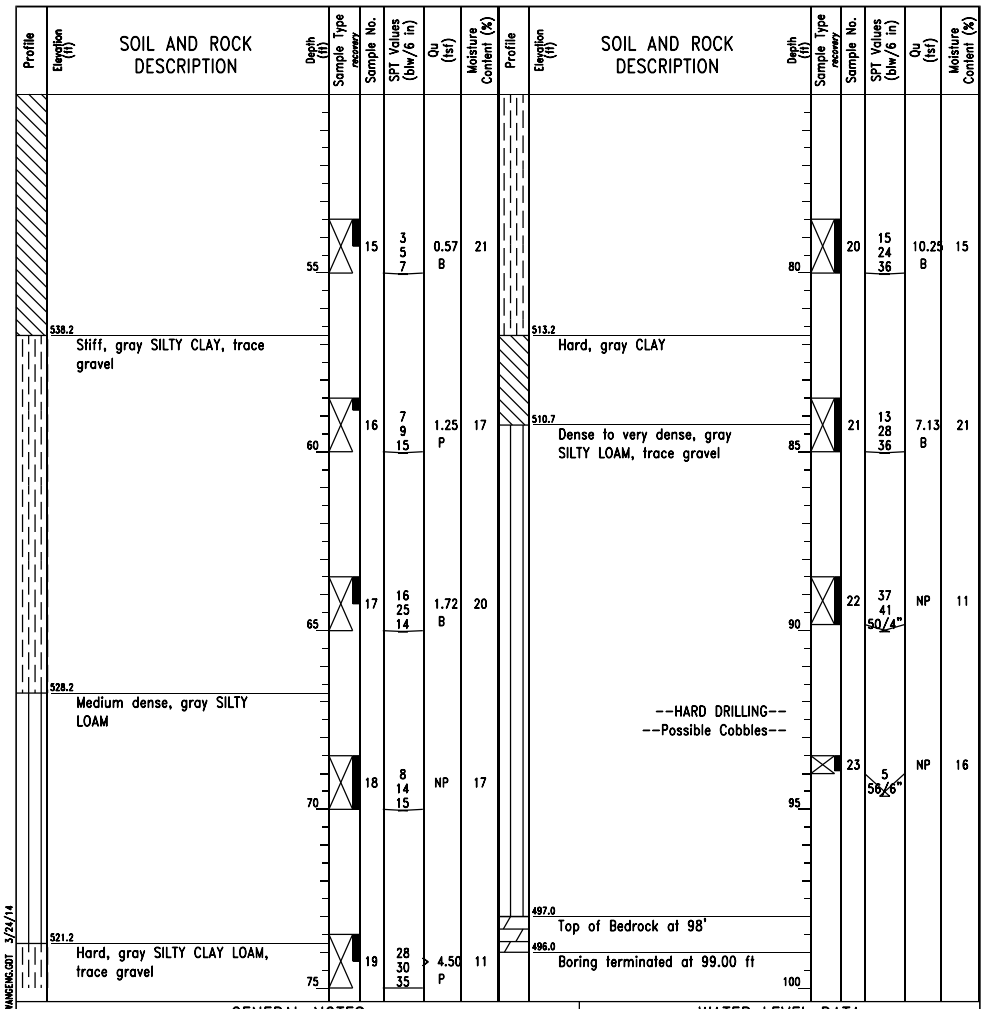 Profile
Elevation
(ft)
SOIL AND ROCK
DESCRIPTION
Depth
(ft)
Sample Type
recovery
Sample No.
SPT Values
(blw/6 in)
Qu
(tsf)
Moisture
Content (%)
15
3
5
7
0.57
B
21
55
538.2
Stiff, gray SILTY CLAY, trace
gravel
16
7
9
15
1.25
P
17
60
17
16
25
14
1.72
B
20
65
528.2
Medium dense, gray SILTY
LOAM
18
8
14
15
NP
17
70
521.2
Hard, gray SILTY CLAY LOAM,
trace gravel
19
28
30
35
> 4.50
P
11
75
Profile
Elevation
(ft)
SOIL AND ROCK
DESCRIPTION
Depth
(ft)
Sample Type
recovery
Sample No.
SPT Values
(blw/6 in)
Qu
(tsf)
Moisture
Content (%)
20
15
24
36
10.25
B
15
80
513.2
Hard, gray CLAY
510.7
21
13
28
36
7.13
B
21
Dense to very dense, gray
SILTY LOAM, trace gravel
85
22
37
41
50/4"
NP
11
90
--HARD DRILLING--
--Possible Cobbles--
23
5
56/6"
NP
16
95
497.0
Top of Bedrock at 98'
496.0
Boring terminated at 99.00 ft
100
WANGENG.GDT 3/24/14
GENERAL NOTES
WATER LEVEL DATA